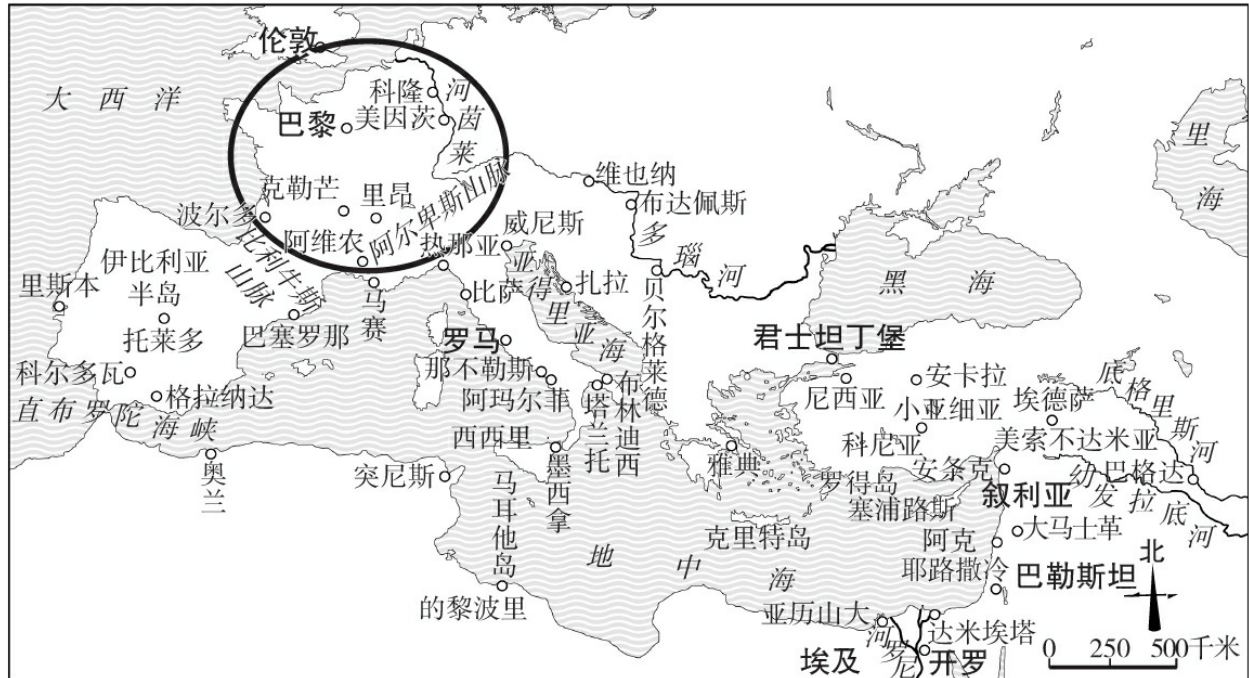 伦敦
大西洋
科隆
河茵莱
巴黎
美因茨
里海
维也纳
克勒芒
里昂
阿尔卑斯山脉
布达佩斯
波尔多
威尼斯
多瑙河
阿维农
热那亚
比利牛斯
山脉
伊比利亚
半岛
亚得里亚海
扎拉
黑海
里斯本
马赛
比萨
贝尔格莱德
托莱多
巴塞罗那
罗马
君士坦丁堡
科尔多瓦
那不勒斯
布林迪西
安卡拉
底格里斯河
格拉纳达
阿玛尔菲
塔兰托
尼西亚
小亚细亚
埃德萨
直布罗陀海峡
西西里
科尼亚
美索不达米亚
奥兰
突尼斯
墨西拿
雅典
安条克
幼发拉底河
巴格达
马耳他岛
罗得岛
叙利亚
塞浦路斯
大马士革
地中海
克里特岛
阿克
北
耶路撒冷
巴勒斯坦
的黎波里
亚历山大
达米埃塔
河罗尼
埃及
开罗
0 250 500千米